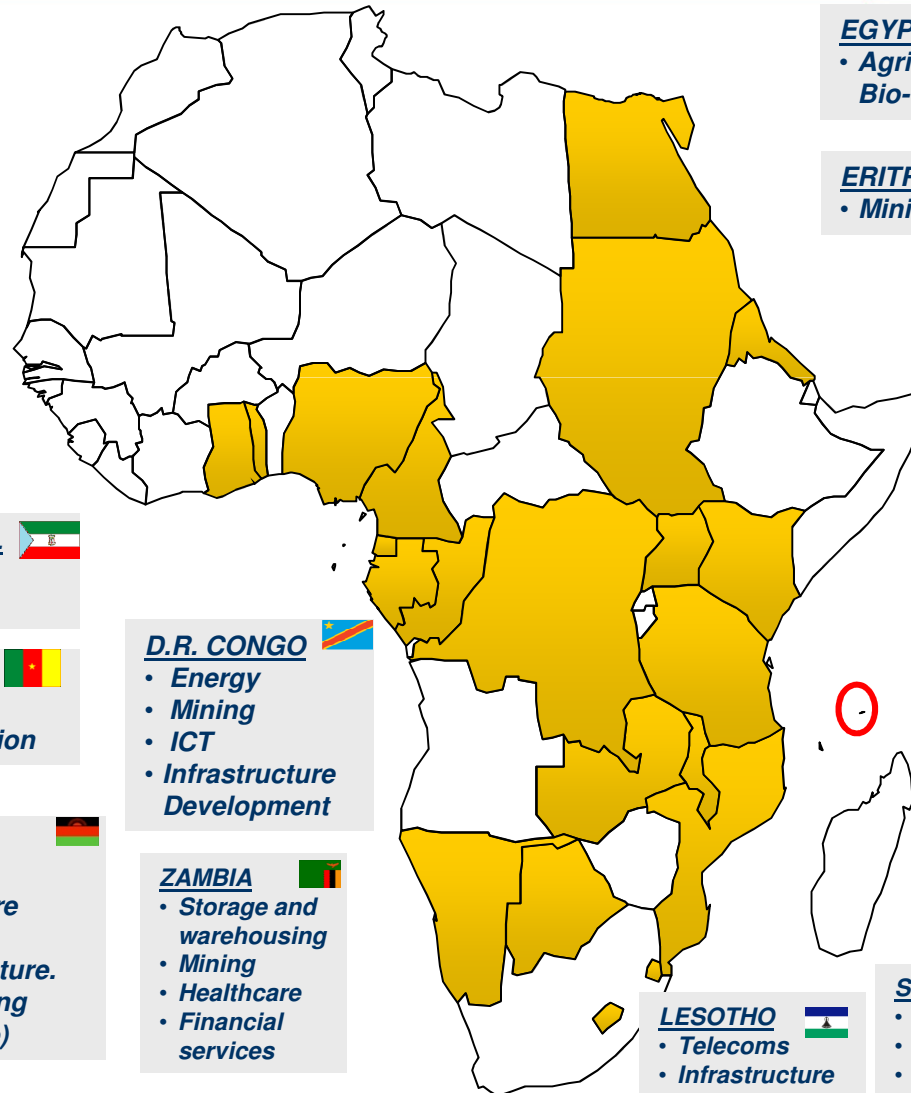 EGYP
• Agri
Bio-
ERITR
• Mini
D.R. CONGO
• Energy
• Mining
• ICT
• Infrastructure
Development
ion
re
ture.
ng
)
ZAMBIA
• Storage and
warehousing
• Mining
• Healthcare
• Financial
services
LESOTHO
• Telecoms
• Infrastructure
S
•
•
•